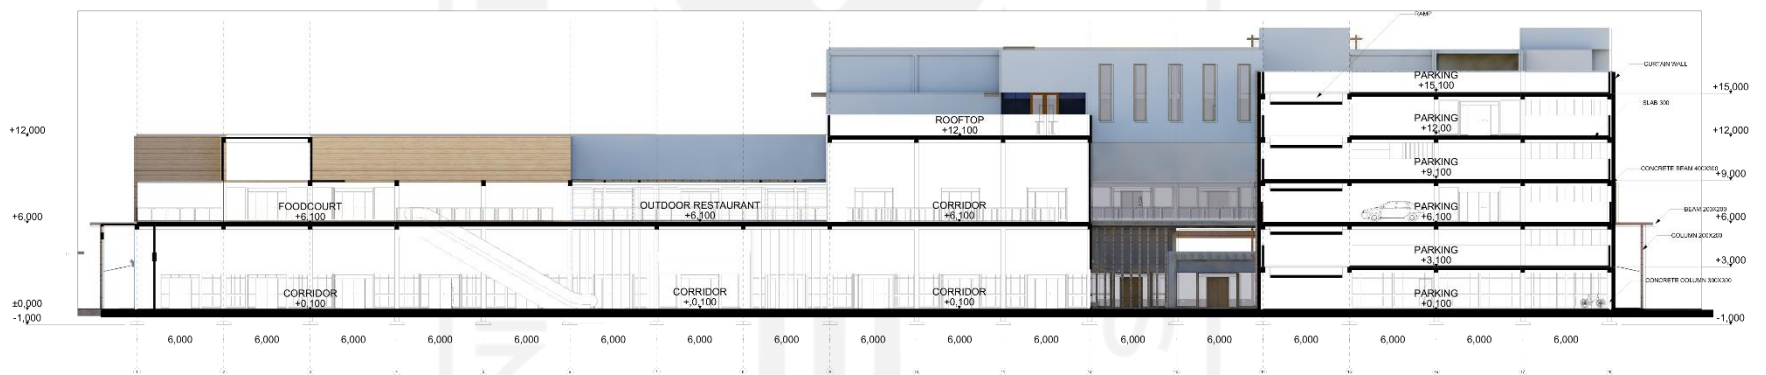 RAMP
PARKING
+15,100
CURTAIN WALL
+15,000
SLAB 300
ROOFTOP
+12,100
PARKING
+12,00
+12,000
+12,000
PARKING
+9,100
CONCRETE BEAM 400X300
+9,000
FOODCOURT
+6,100
OUTDOOR RESTAURANT
+6,100
CORRIDOR
+6,100
PARKING
+6,100
BEAM 200X200
+6,000
+6,000
COLUMN 200X200
PARKING
+3,100
+3,000
CONCRETE COLUMN 300X300
CORRIDOR
+0,100
CORRIDOR
+,0,100
CORRIDOR
+0,100
PARKING
+0,100
±0,000
-1,000
-1,000
6,000 6,000 6,000 6,000 6,000 6,000 6,000 6,000 6,000 6,000 6,000 6,000 6,000 6,000 6,000 6,000 6,000